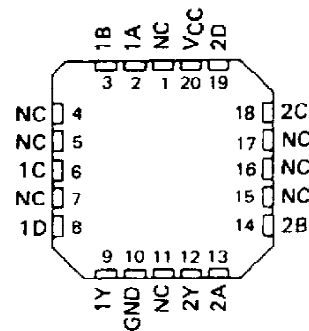 1B 1A NC VCC 2D
3 2 1 20 19
NC 4 18 2C
NC 5 17 NC
1C 6 16 NC
NC 7 15 NC
1D 8 14 2B
9 10 11 12 13
1Y GND NC 2Y 2A